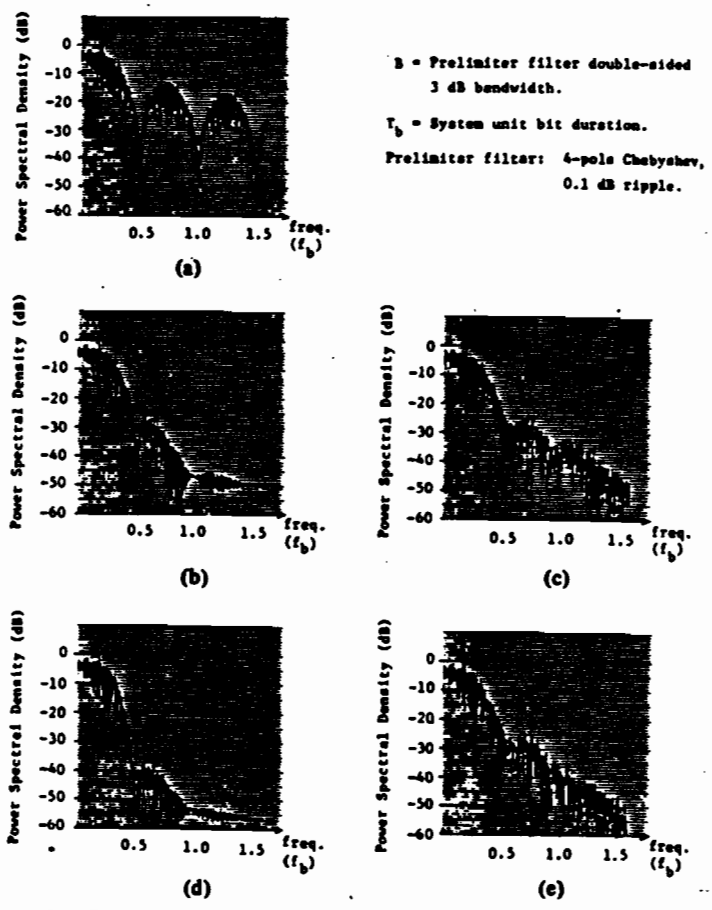 Power Spectral Density (dB)
0
-10
-20
-30
-40
-50
-60
0.5 1.0 1.5 freq.
(f_b)
(a)
B = Prelimiter filter double-sided
3 dB bandwidth.
T_b = System unit bit duration.
Prelimiter filter: 4-pole Chebyshev,
0.1 dB ripple.
Power Spectral Density (dB)
0
-10
-20
-30
-40
-50
-60
0.5 1.0 1.5 freq.
(f_b)
(b)
Power Spectral Density (dB)
0
-10
-20
-30
-40
-50
-60
0.5 1.0 1.5 freq.
(f_b)
(c)
Power Spectral Density (dB)
0
-10
-20
-30
-40
-50
-60
0.5 1.0 1.5 freq.
(f_b)
(d)
Power Spectral Density (dB)
0
-10
-20
-30
-40
-50
-60
0.5 1.0 1.5 freq.
(f_b)
(e)